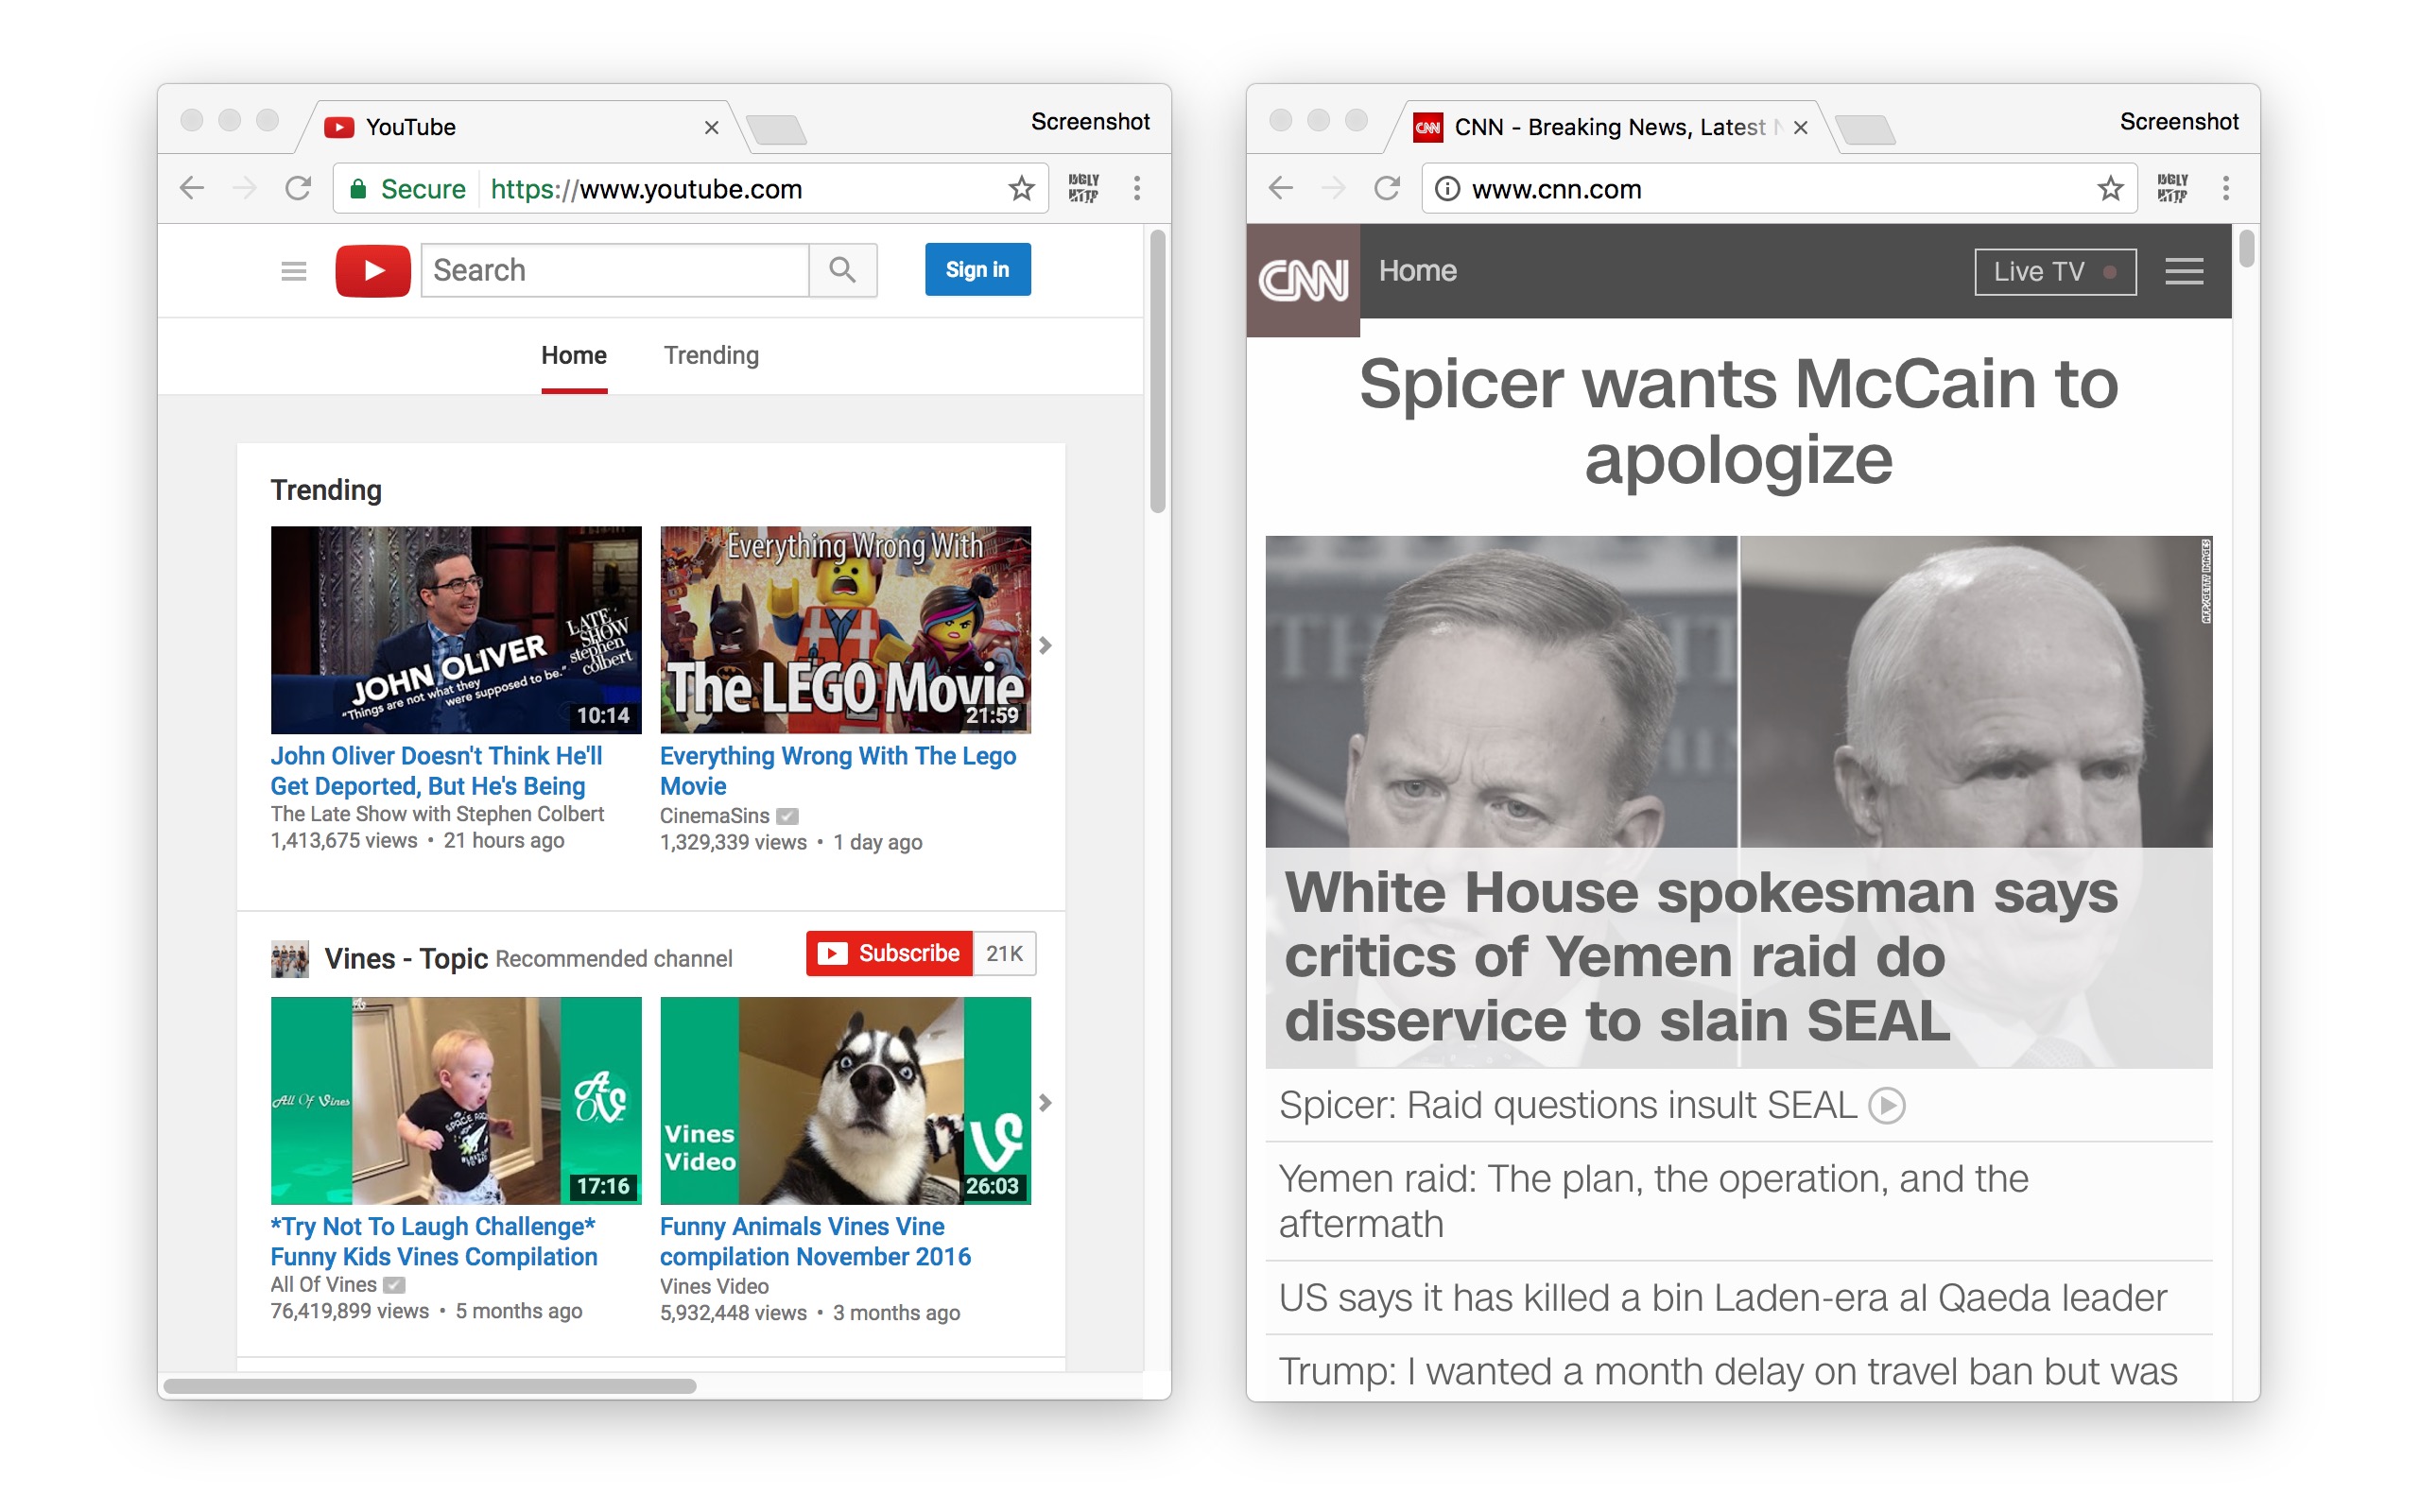 YouTube
Screenshot
Secure
https://www.youtube.com
UGLY
HTTP
Search
Sign in
Home
Trending
Trending
LATE
SHOW
stephen
colbert
JOHN OLIVER
"Things are not what they
were supposed to be."
10:14
Everything Wrong With
The LEGO Movie
21:59
John Oliver Doesn't Think He'll
Get Deported, But He's Being
The Late Show with Stephen Colbert
1,413,675 views • 21 hours ago
Everything Wrong With The Lego
Movie
CinemaSins
1,329,339 views • 1 day ago
Vines - Topic Recommended channel
Subscribe
21K
All Of Vines
SPACE
17:16
Vines
Video
26:03
*Try Not To Laugh Challenge*
Funny Kids Vines Compilation
All Of Vines
76,419,899 views • 5 months ago
Funny Animals Vines Vine
compilation November 2016
Vines Video
5,932,448 views • 3 months ago
CNN
CNN - Breaking News, Latest
Screenshot
www.cnn.com
UGLY
HTTP
CNN
Home
Live TV
Spicer wants McCain to
apologize
AFP/GETTY IMAGES
White House spokesman says
critics of Yemen raid do
disservice to slain SEAL
Spicer: Raid questions insult SEAL
Yemen raid: The plan, the operation, and the
aftermath
US says it has killed a bin Laden-era al Qaeda leader
Trump: I wanted a month delay on travel ban but was